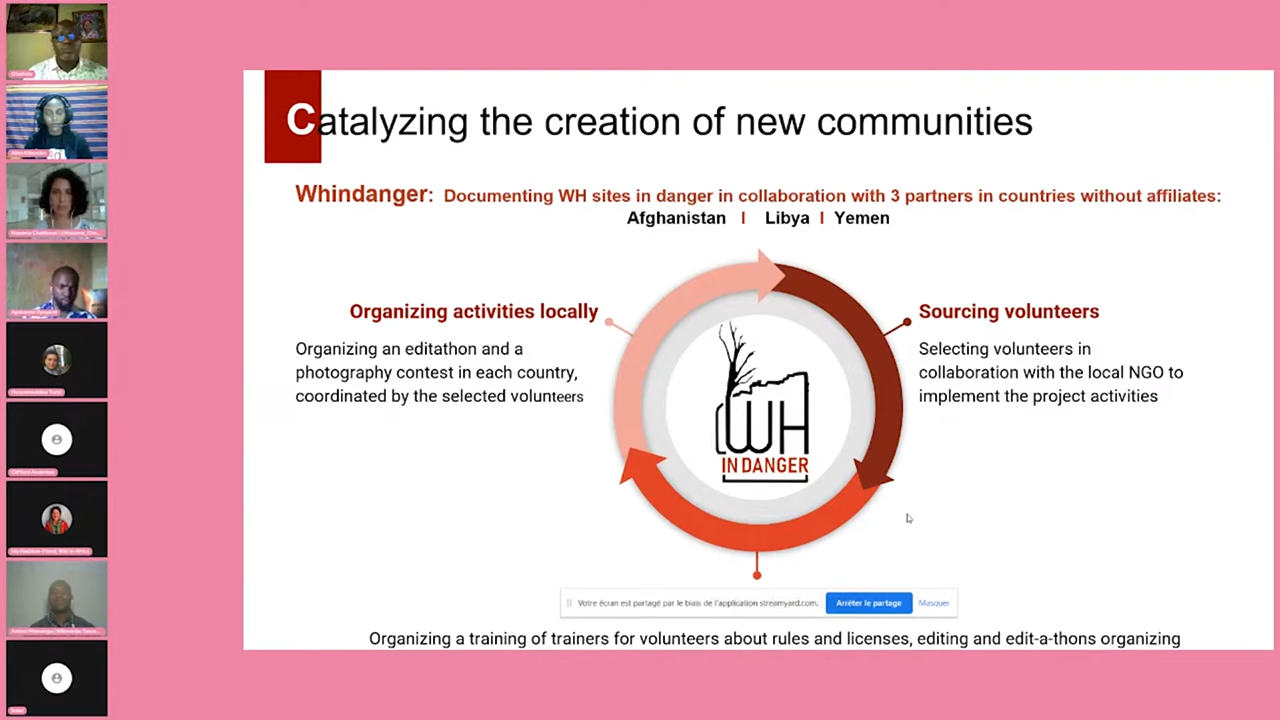 Catalyzing the creation of new communities
Whindanger: Documenting WH sites in danger in collaboration with 3 partners in countries without affiliates:
Afghanistan I Libya I Yemen
Organizing activities locally
Organizing an editathon and a
photography contest in each country,
coordinated by the selected volunteers
Sourcing volunteers
Selecting volunteers in
collaboration with the local NGO to
implement the project activities
WH
IN DANGER
Votre écran est partagé par le biais de l'application streamyard.com.
Arrêter le partage
Masquer
Organizing a training of trainers for volunteers about rules and licenses, editing and edit-a-thons organizing